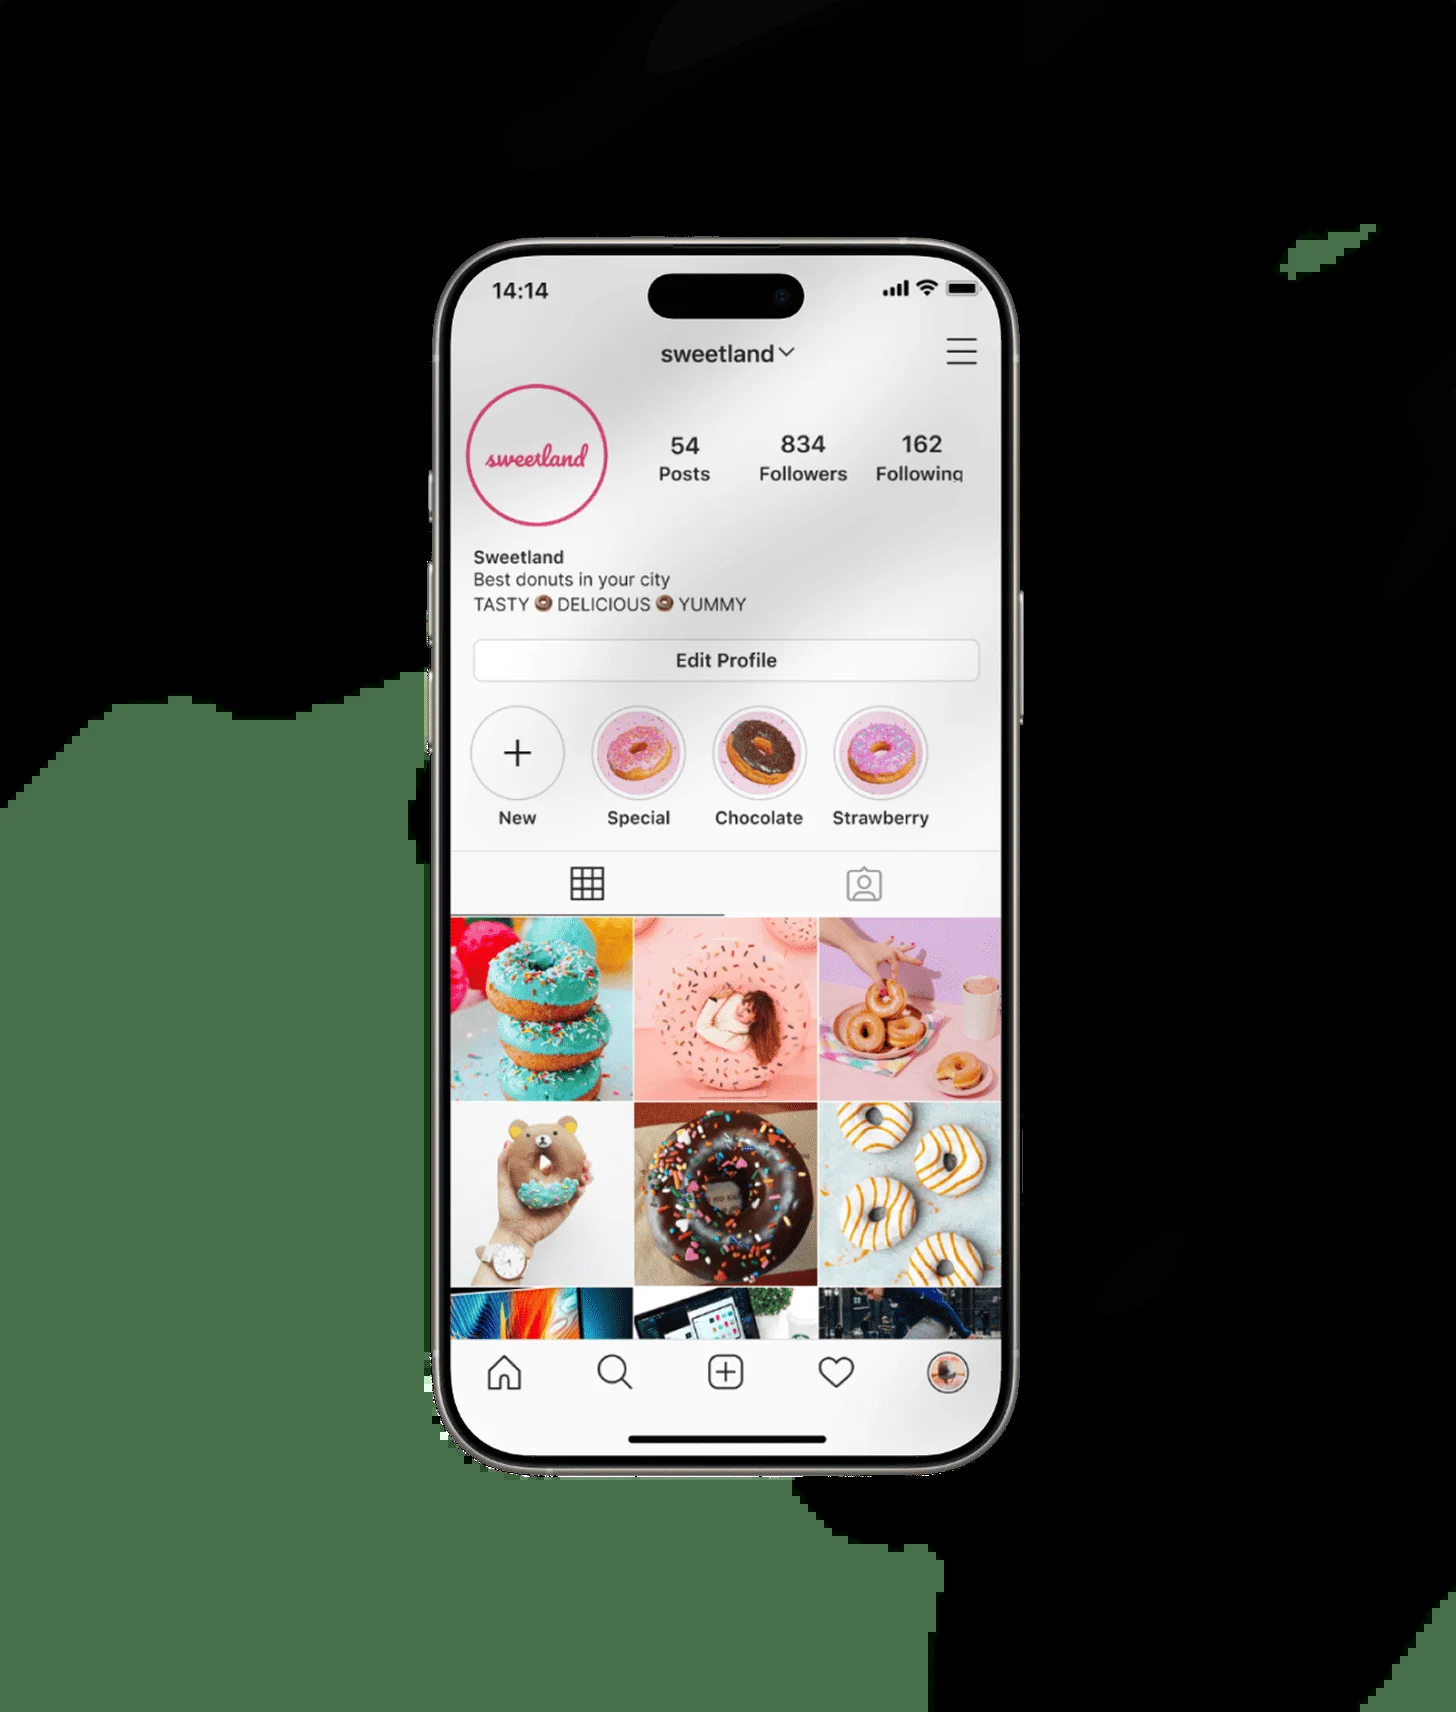 14:14
sweetland
sweetland
54
Posts
834
Followers
162
Following
Sweetland
Best donuts in your city
TASTY 🍩 DELICIOUS 🍩 YUMMY
Edit Profile
New
Special
Chocolate
Strawberry